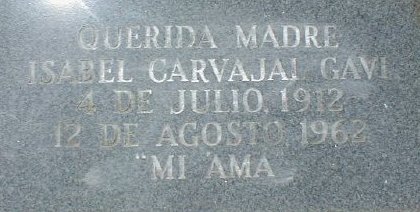 QUERIDA MADRE
ISABEL CARVAJAL GAVI
4 DE JULIO 1912
12 DE AGOSTO 1962
"MI AMA